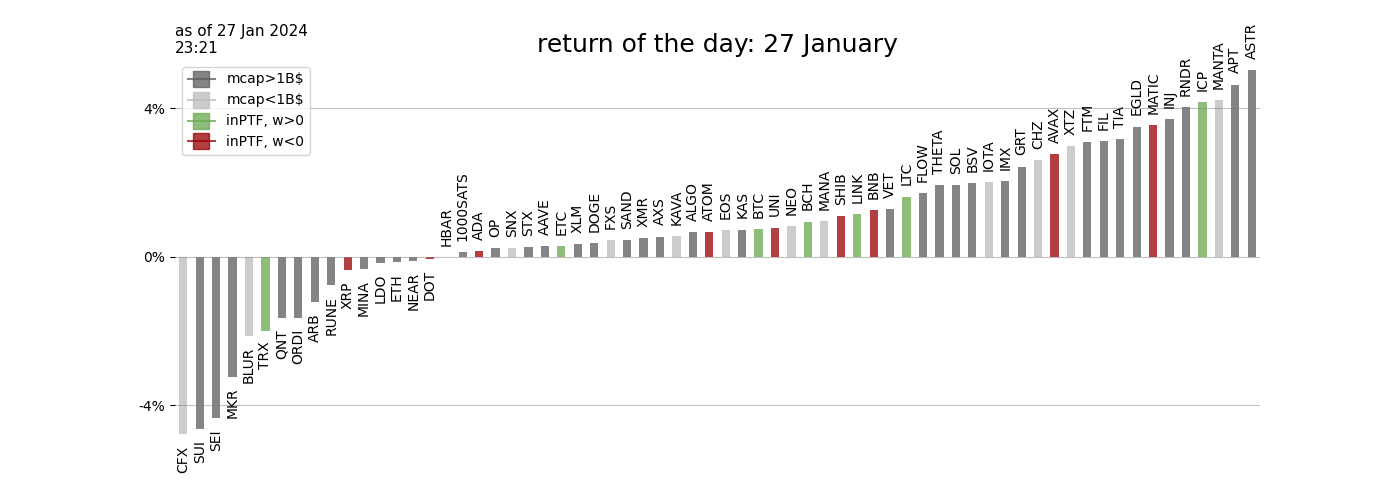 as of 27 Jan 2024
23:21
return of the day: 27 January
mcap>1B$
mcap<1B$
inPTF, w>0
inPTF, w<0
4%
0%
-4%
CFX
SUI
SEI
MKR
BLUR
TRX
QNT
ORDI
ARB
RUNE
XRP
MINA
LDO
ETH
NEAR
DOT
HBAR
1000SATS
ADA
OP
SNX
STX
AAVE
ETC
XLM
DOGE
FXS
SAND
XMR
AXS
KAVA
ALGO
ATOM
EOS
KAS
BTC
UNI
NEO
BCH
MANA
SHIB
LINK
BNB
VET
LTC
FLOW
THETA
SOL
BSV
IOTA
IMX
GRT
CHZ
AVAX
XTZ
FTM
FIL
TIA
EGLD
MATIC
INJ
RNDR
ICP
MANTA
APT
ASTR